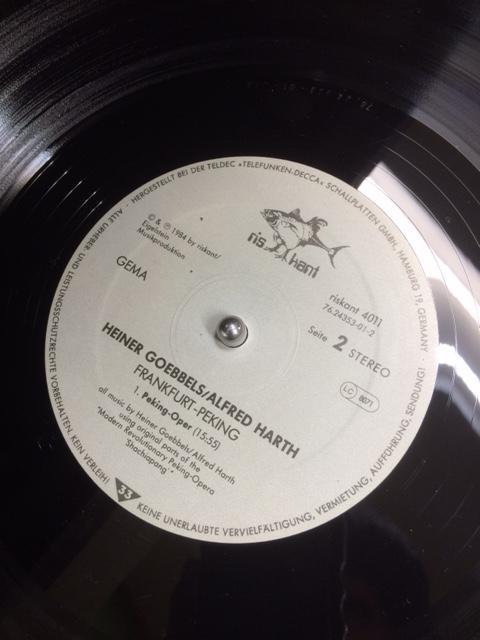 ALLE URHEBER- UND LEISTUNGSSCHUTZRECHTE VORBEHALTEN. KEIN VERLEIH! KEINE UNERLAUBTE VERVIELFÄLTIGUNG, VERMIETUNG, AUFFÜHRUNG, SENDUNG!
HERGESTELLT BEI DER TELDEC »TELEFUNKEN-DECCA« SCHALLPLATTEN GMBH, HAMBURG 19, GERMANY
ris kant
© & ℗ 1984 by riskant/
Eigelstein
Musikproduktion
GEMA
riskant 4011
76.24353-01-2
Seite 2 STEREO
LC 8071
HEINER GOEBBELS/ALFRED HARTH
FRANKFURT-PEKING
1. Peking-Oper (15:55)
all music by Heiner Goebbels/Alfred Harth
using original parts of the
"Modern Revolutionary Peking-Opera
Shachiapang".
33